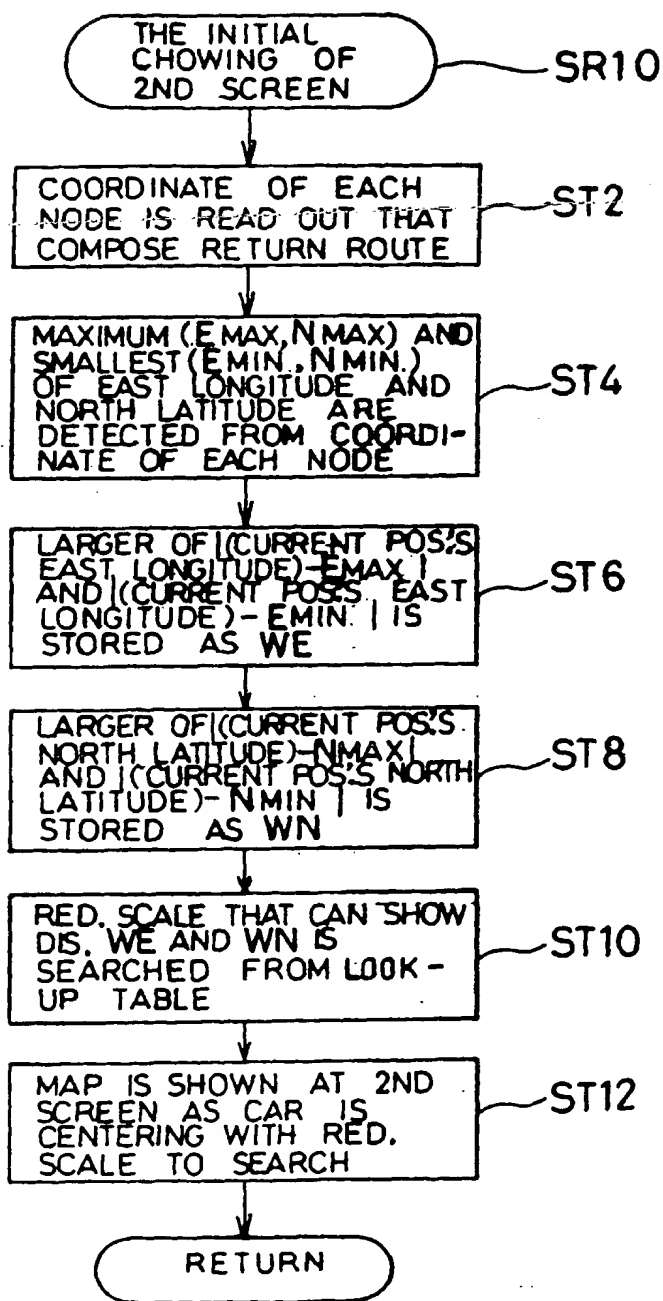 THE INITIAL
CHOWING OF
2ND SCREEN
SR10
COORDINATE OF EACH
NODE IS READ OUT THAT
COMPOSE RETURN ROUTE
ST2
MAXIMUM (EMAX, NMAX) AND
SMALLEST (EMIN., NMIN.)
OF EAST LONGITUDE AND
NORTH LATITUDE ARE
DETECTED FROM COORDI-
NATE OF EACH NODE
ST4
LARGER OF |(CURRENT POS.'S
EAST LONGITUDE)-EMAX|
AND |(CURRENT POS.'S EAST
LONGITUDE)-EMIN.| IS
STORED AS WE
ST6
LARGER OF |(CURRENT POS.'S
NORTH LATITUDE)-NMAX|
AND |(CURRENT POS.'S NORTH
LATITUDE)-NMIN| IS
STORED AS WN
ST8
RED. SCALE THAT CAN SHOW
DIS. WE AND WN IS
SEARCHED FROM LOOK-
UP TABLE
ST10
MAP IS SHOWN AT 2ND
SCREEN AS CAR IS
CENTERING WITH RED.
SCALE TO SEARCH
ST12
RETURN